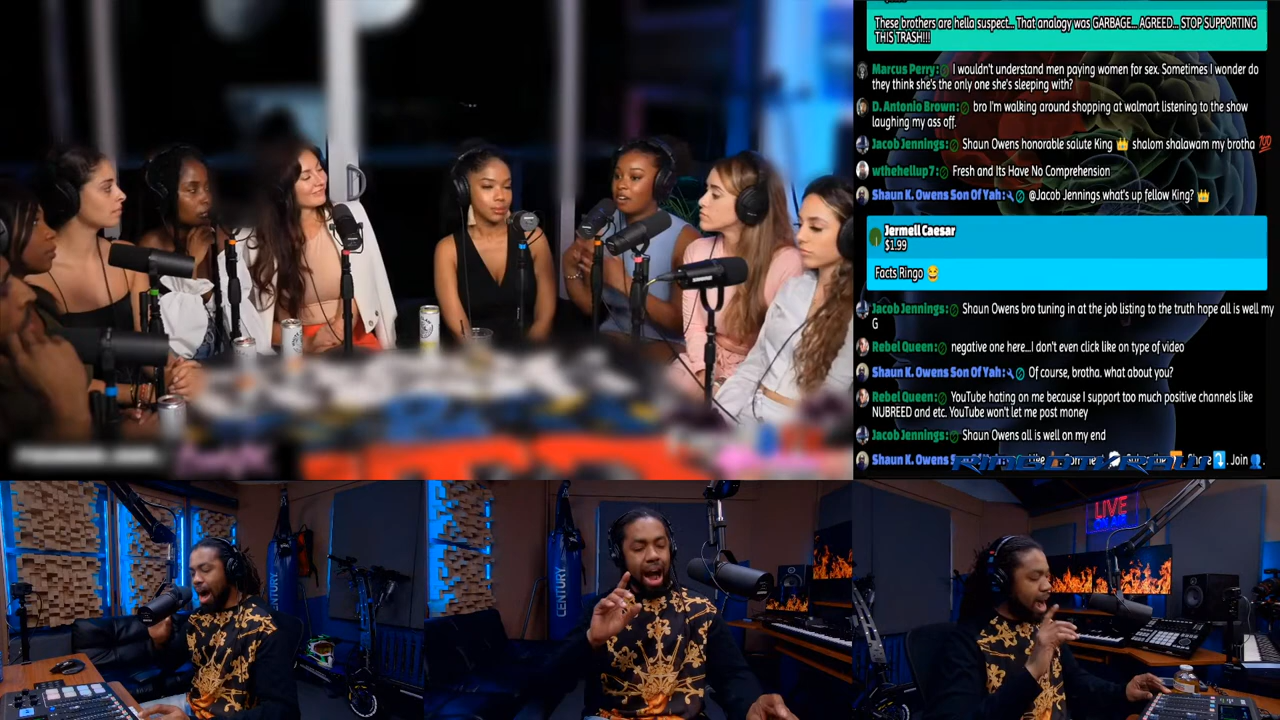 These brothers are hella suspect... That analogy was GARBAGE... AGREED... STOP SUPPORTING
THIS TRASH!!!
Marcus Perry: I wouldn't understand men paying women for sex. Sometimes I wonder do
they think she's the only one she's sleeping with?
D. Antonio Brown: bro I'm walking around shopping at walmart listening to the show
laughing my ass off.
Jacob Jennings: Shaun Owens honorable salute King 👑 shalom shalawam my brotha 💯
wthehellup7: Fresh and Its Have No Comprehension
Shaun K. Owens Son Of Yah: @Jacob Jennings what's up fellow King? 👑
Jermell Caesar
$1.99
Facts Ringo 😂
Jacob Jennings: Shaun Owens bro tuning in at the job listing to the truth hope all is well my
G
Rebel Queen: negative one here...I don't even click like on type of video
Shaun K. Owens Son Of Yah: Of course, brotha. what about you?
Rebel Queen: YouTube hating on me because I support too much positive channels like
NUBREED and etc. YouTube won't let me post money
Jacob Jennings: Shaun Owens all is well on my end
Shaun K. Owens Join
CENTURY
CENTURY
LIVE
ON AIR